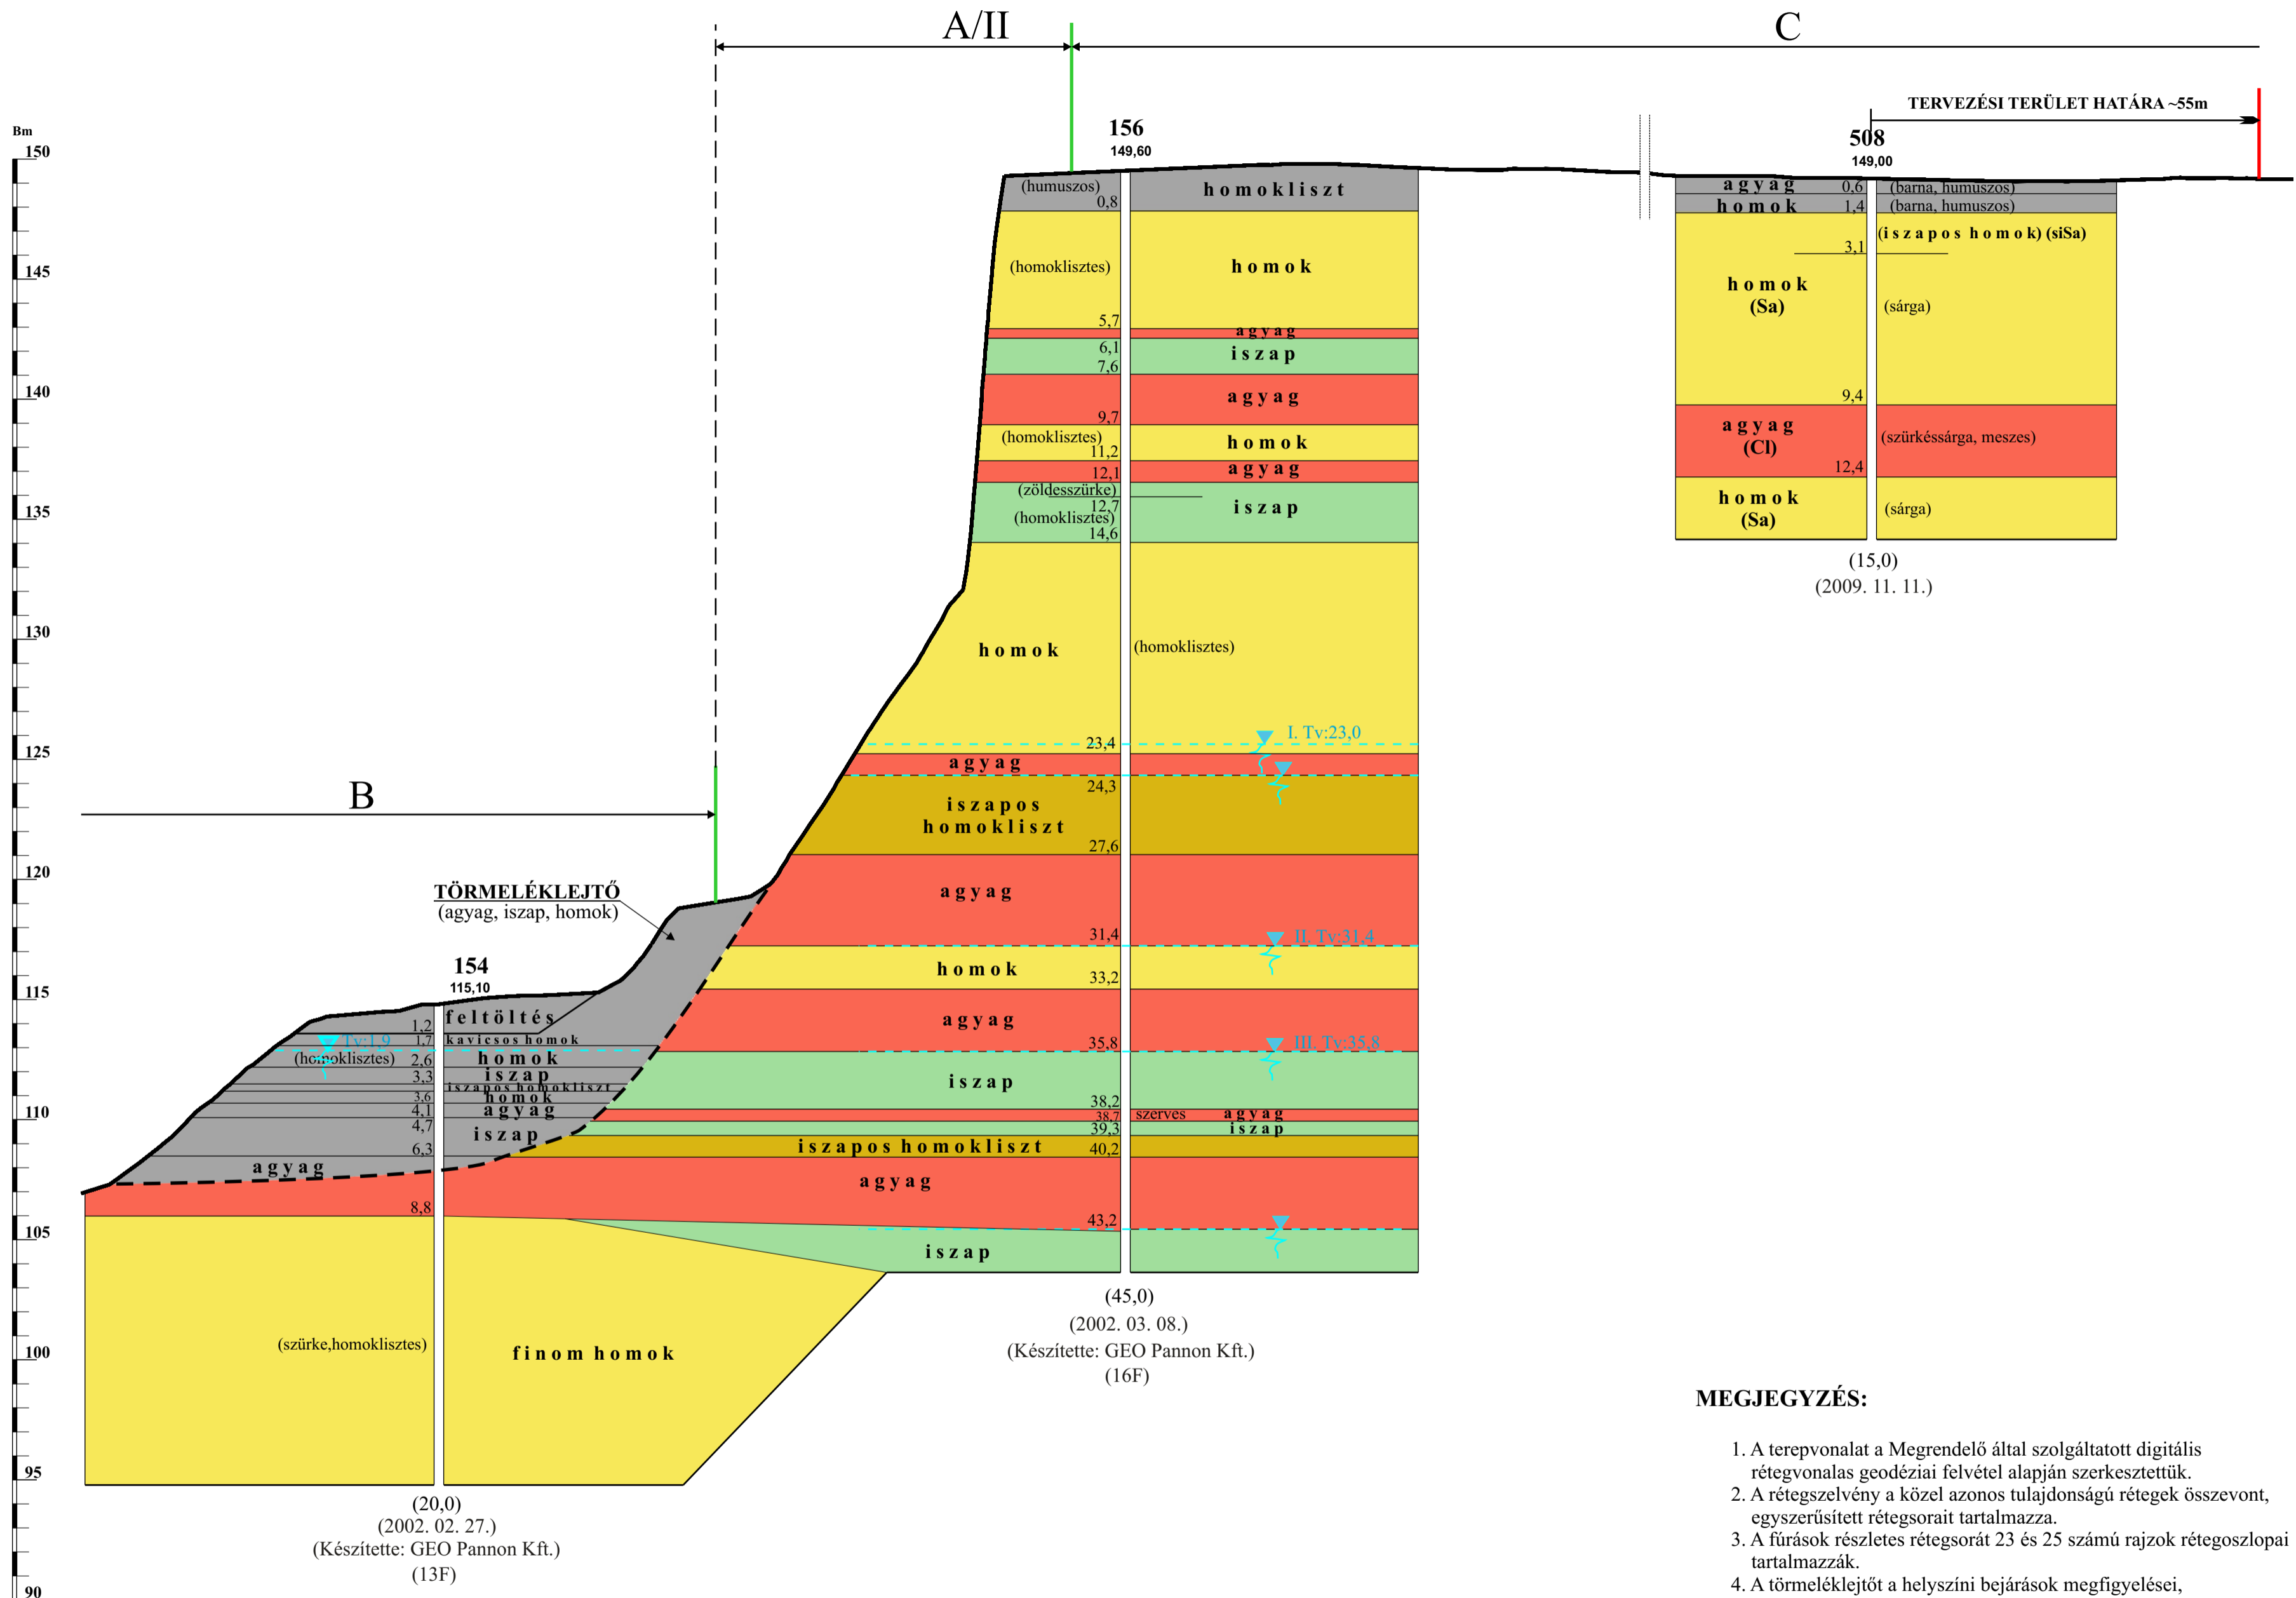 A/II
C
TERVEZÉSI TERÜLET HATÁRA ~55m
Bm
150
145
140
135
130
125
120
115
110
105
100
95
90
156
149,60
(humuszos)
0,8
homokliszt
(homoklisztes)
homok
5,7
agyag
6,1
iszap
7,6
agyag
9,7
(homoklisztes)
homok
11,2
agyag
12,1
(zöldesszürke)
12,7
iszap
(homoklisztes)
14,6
homok
(homoklisztes)
I. Tv:23,0
23,4
agyag
24,3
iszapos
homokliszt
27,6
agyag
31,4
II. Tv:31,4
homok
33,2
agyag
35,8
III. Tv:35,8
iszap
38,2
38,7
szerves
agyag
39,3
iszap
iszapos homokliszt
40,2
agyag
43,2
iszap
(45,0)
(2002. 03. 08.)
(Készítette: GEO Pannon Kft.)
(16F)
508
149,00
agyag
0,6
(barna, humuszos)
homok
1,4
(barna, humuszos)
(iszapos homok) (siSa)
3,1
homok
(Sa)
(sárga)
9,4
agyag
(Cl)
(szürkéssárga, meszes)
12,4
homok
(Sa)
(sárga)
(15,0)
(2009. 11. 11.)
B
TÖRMELÉKLEJTŐ
(agyag, iszap, homok)
154
115,10
1,2
feltöltés
1,7
kavicsos homok
Tv:1,9
(homoklisztes)
2,6
homok
3,3
iszap
iszapos homokliszt
3,6
homok
4,1
agyag
4,7
iszap
6,3
agyag
8,8
(szürke,homoklisztes)
finom homok
(20,0)
(2002. 02. 27.)
(Készítette: GEO Pannon Kft.)
(13F)
MEGJEGYZÉS:
1. A terepvonalat a Megrendelő által szolgáltatott digitális
rétegvonalas geodéziai felvétel alapján szerkesztettük.
2. A rétegszelvény a közel azonos tulajdonságú rétegek összevont,
egyszerűsített rétegsorait tartalmazza.
3. A fúrások részletes rétegsorát 23 és 25 számú rajzok rétegoszlopai
tartalmazzák.
4. A törmeléklejtőt a helyszíni bejárások megfigyelései,